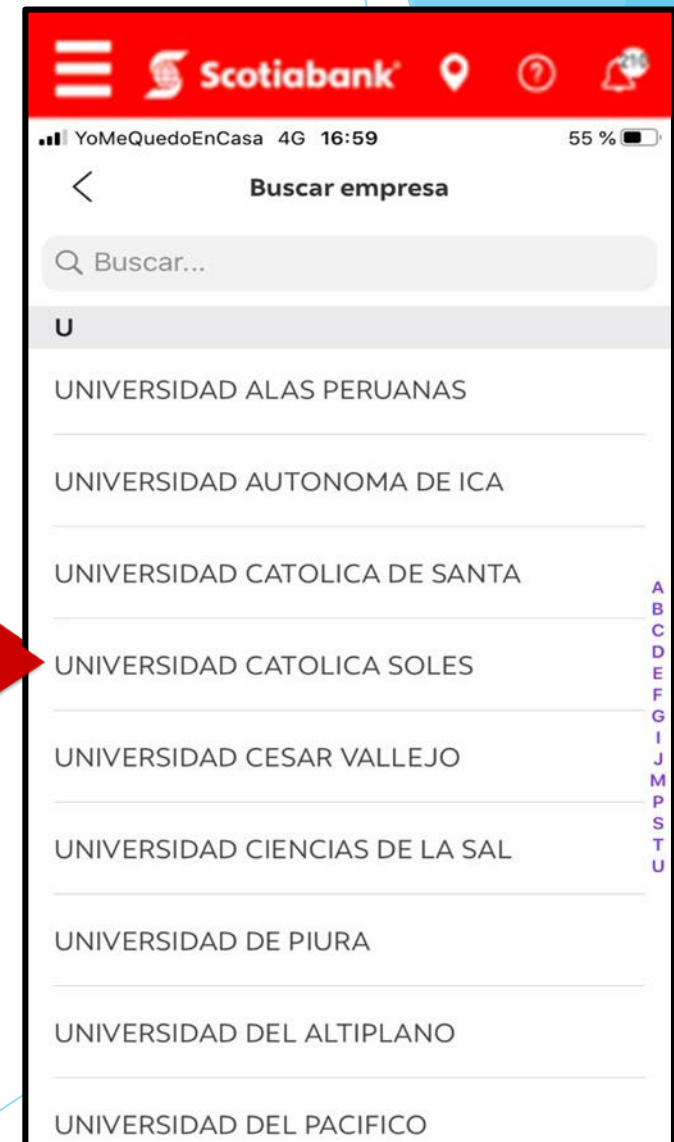 Scotiabank
210
YoMeQuedoEnCasa 4G 16:59 55 %
Buscar empresa
Buscar...
U
UNIVERSIDAD ALAS PERUANAS
UNIVERSIDAD AUTONOMA DE ICA
UNIVERSIDAD CATOLICA DE SANTA
UNIVERSIDAD CATOLICA SOLES
UNIVERSIDAD CESAR VALLEJO
UNIVERSIDAD CIENCIAS DE LA SAL
UNIVERSIDAD DE PIURA
UNIVERSIDAD DEL ALTIPLANO
UNIVERSIDAD DEL PACIFICO
A
B
C
D
E
F
G
I
J
M
P
S
T
U